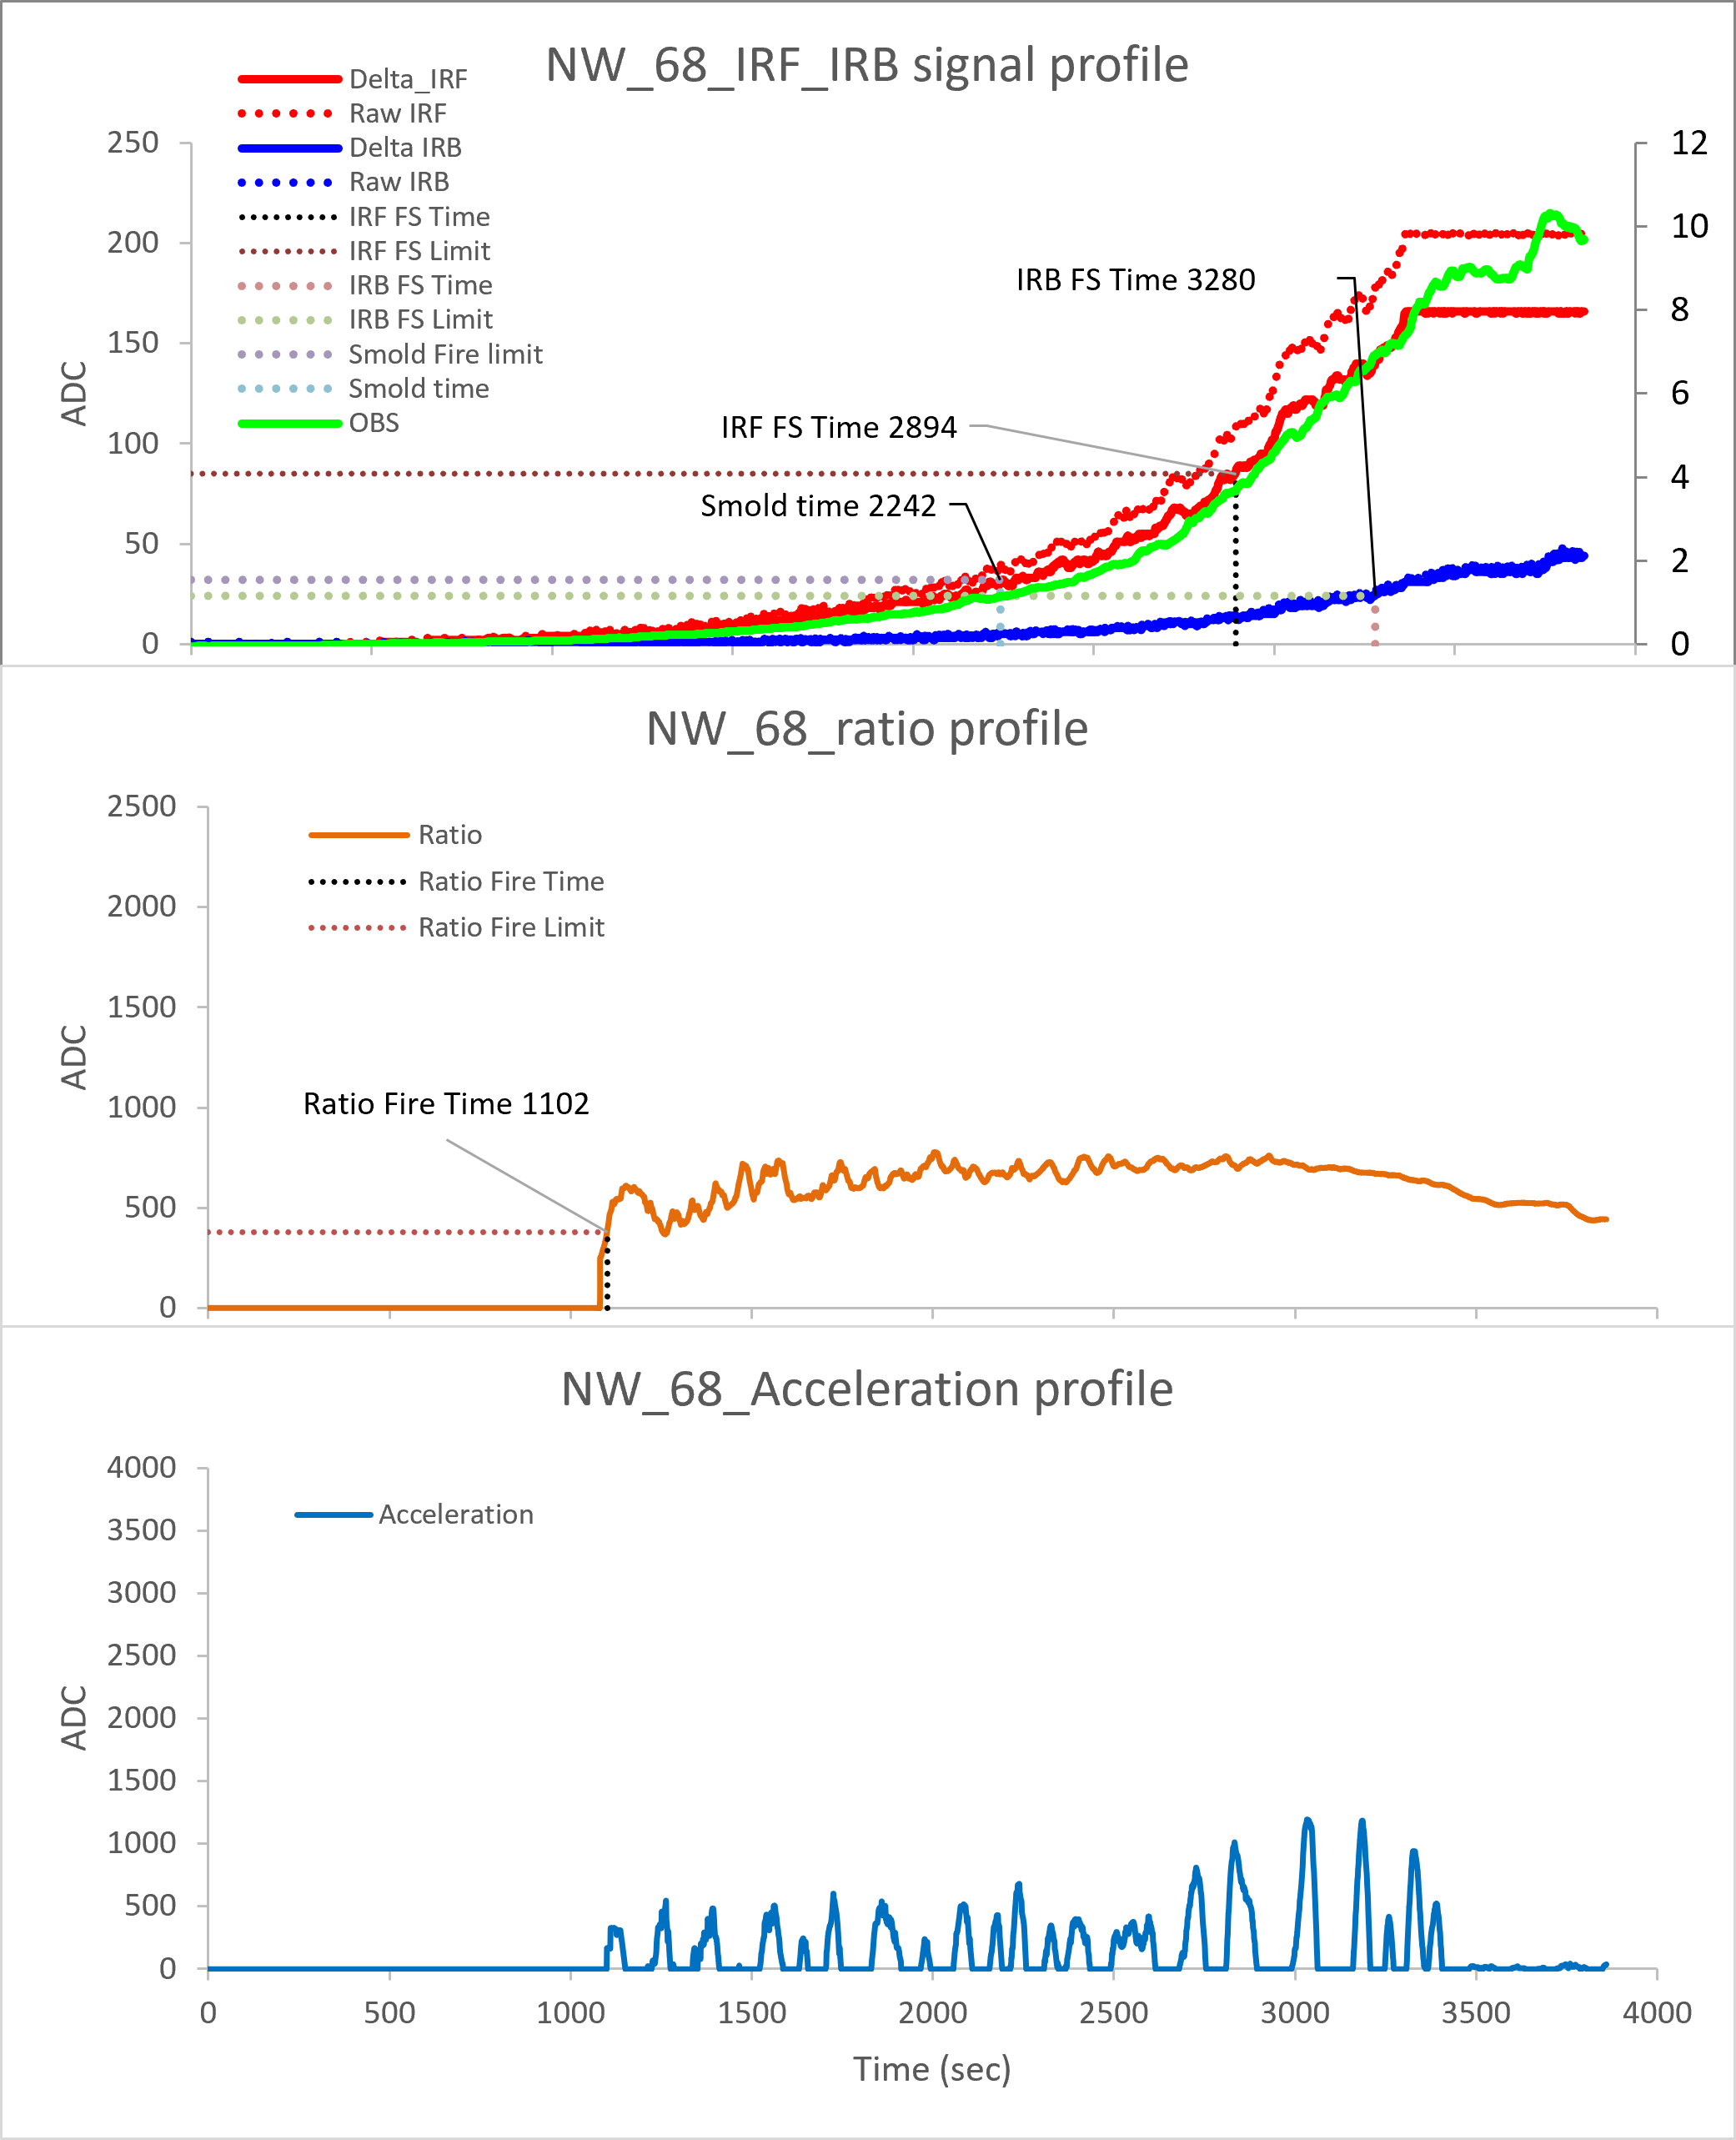 NW_68_IRF_IRB signal profile
Delta_IRF
Raw IRF
Delta IRB
Raw IRB
IRF FS Time
IRF FS Limit
IRB FS Time
IRB FS Limit
Smold Fire limit
Smold time
OBS
250
200
150
100
50
0
ADC
12
10
8
6
4
2
0
IRB FS Time 3280
IRF FS Time 2894
Smold time 2242
NW_68_ratio profile
2500
2000
1500
1000
500
0
ADC
Ratio
Ratio Fire Time
Ratio Fire Limit
Ratio Fire Time 1102
NW_68_Acceleration profile
4000
3500
3000
2500
2000
1500
1000
500
0
ADC
Acceleration
0 500 1000 1500 2000 2500 3000 3500 4000
Time (sec)